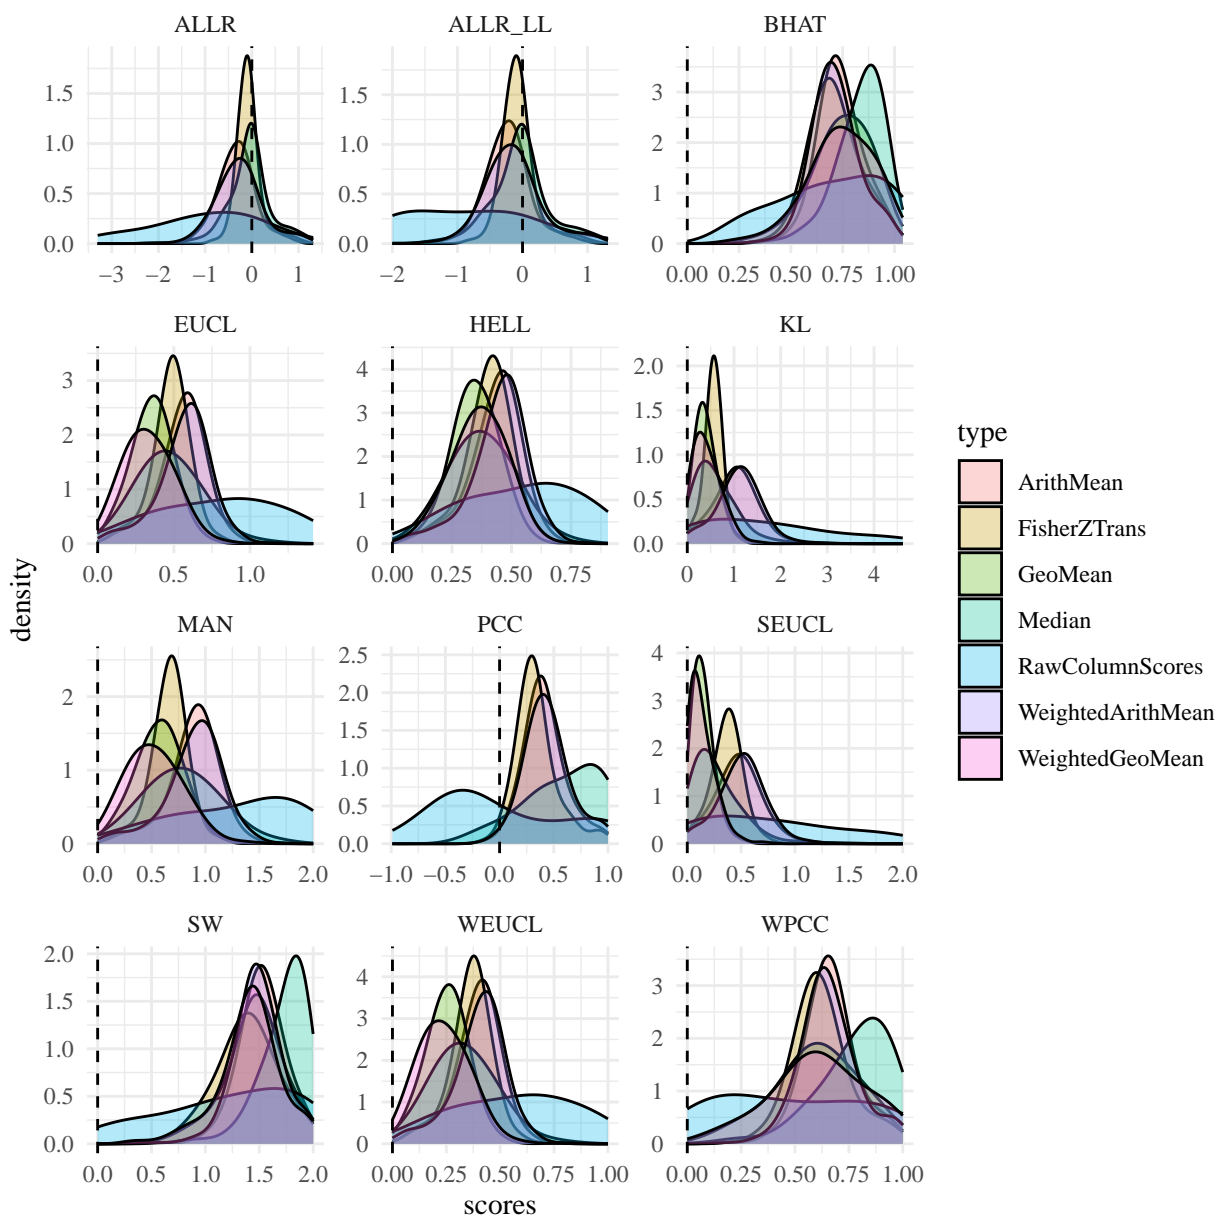 ALLR ALLR_LL BHAT
0.0 0.5 1.0 1.5
−3 −2 −1 0 1
0.0 0.5 1.0 1.5
−2 −1 0 1
0 1 2 3
0.00 0.25 0.50 0.75 1.00
EUCL HELL KL
0 1 2 3
0.0 0.5 1.0
0 1 2 3 4
0.00 0.25 0.50 0.75
0.0 0.5 1.0 1.5 2.0
0 1 2 3 4
MAN PCC SEUCL
0 1 2
0.0 0.5 1.0 1.5 2.0
0.0 0.5 1.0 1.5 2.0 2.5
−1.0 −0.5 0.0 0.5 1.0
0 1 2 3 4
0.0 0.5 1.0 1.5 2.0
SW WEUCL WPCC
0.0 0.5 1.0 1.5 2.0
0.0 0.5 1.0 1.5 2.0
0 1 2 3 4
0.00 0.25 0.50 0.75 1.00
0 1 2 3
0.00 0.25 0.50 0.75 1.00
density
scores
type
ArithMean
FisherZTrans
GeoMean
Median
RawColumnScores
WeightedArithMean
WeightedGeoMean